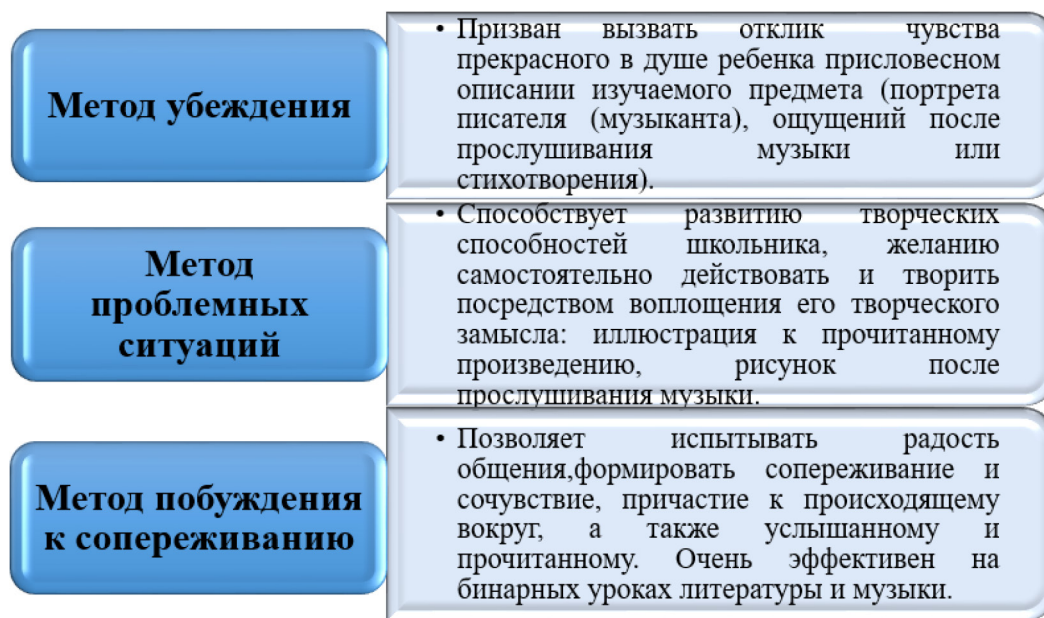 Метод убеждения
• Призван вызвать отклик чувства
прекрасного в душе ребенка присловесном
описании изучаемого предмета (портрета
писателя (музыканта), ощущений после
прослушивания музыки или
стихотворения).
Метод
проблемных
ситуаций
• Способствует развитию творческих
способностей школьника, желанию
самостоятельно действовать и творить
посредством воплощения его творческого
замысла: иллюстрация к прочитанному
произведению, рисунок после
прослушивания музыки.
Метод побуждения
к сопереживанию
• Позволяет испытывать радость
общения,формировать сопереживание и
сочувствие, причастие к происходящему
вокруг, а также услышанному и
прочитанному. Очень эффективен на
бинарных уроках литературы и музыки.